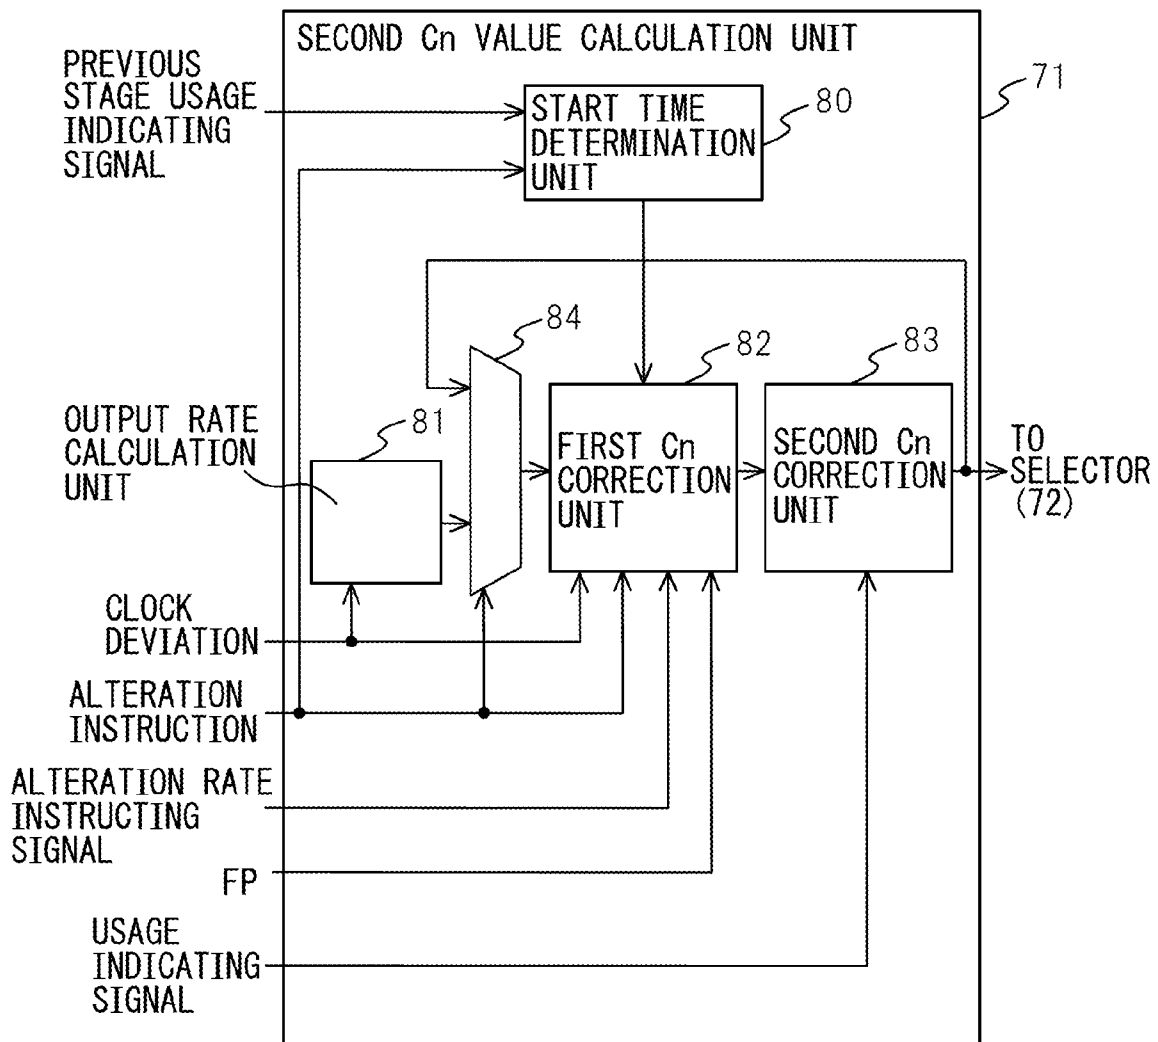 SECOND Cn VALUE CALCULATION UNIT
71
PREVIOUS
STAGE USAGE
INDICATING
SIGNAL
START TIME
DETERMINATION
UNIT
80
84
82
83
OUTPUT RATE
CALCULATION
UNIT
81
FIRST Cn
CORRECTION
UNIT
SECOND Cn
CORRECTION
UNIT
TO
SELECTOR
(72)
CLOCK
DEVIATION
ALTERATION
INSTRUCTION
ALTERATION RATE
INSTRUCTING
SIGNAL
FP
USAGE
INDICATING
SIGNAL